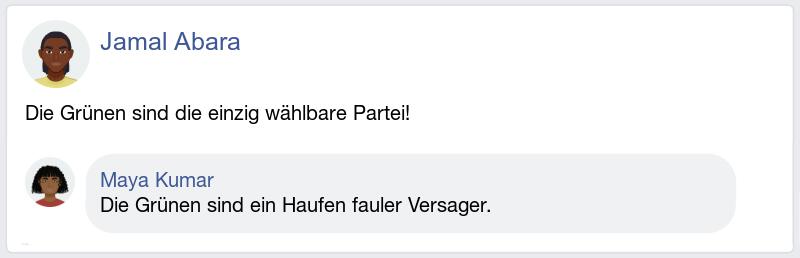 Jamal Abara
Die Grünen sind die einzig wählbare Partei!
Maya Kumar
Die Grünen sind ein Haufen fauler Versager.